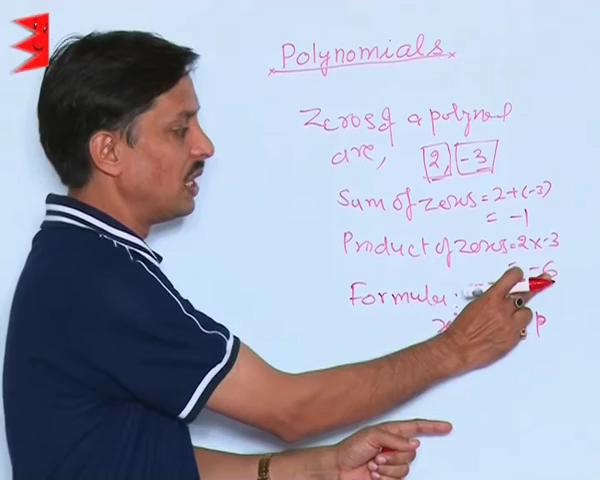 Polynomials
Zeros of a polynomial
are, 2, -3
Sum of zeros = 2 + (-3)
= -1
Product of zeros = 2 x -3
= -6
Formula:
p